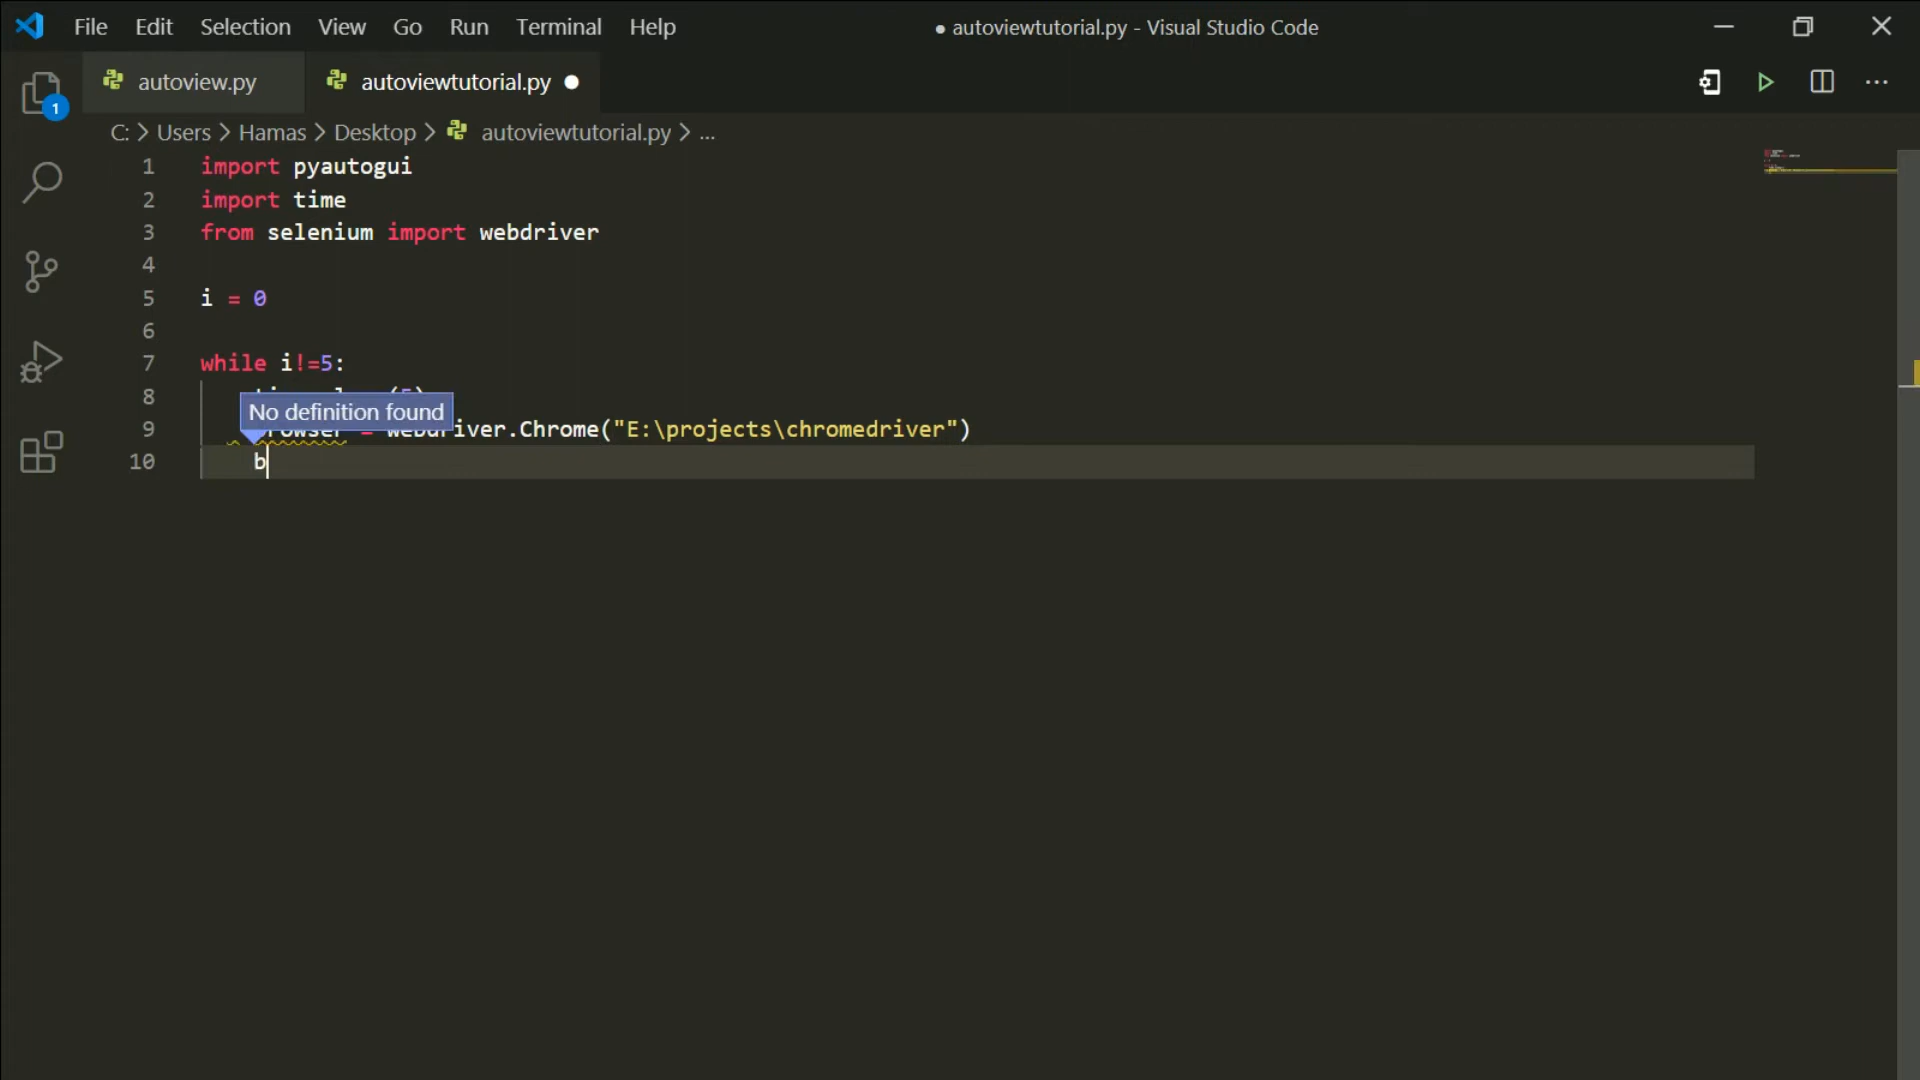 File Edit Selection View Go Run Terminal Help
● autoviewtutorial.py - Visual Studio Code
autoview.py autoviewtutorial.py ●
1
C: > Users > Hamas > Desktop > autoviewtutorial.py > ...
1 import pyautogui
2 import time
3 from selenium import webdriver
4
5 i = 0
6
7 while i!=5:
8
No definition found
9 = webdriver.Chrome("E:\projects\chromedriver")
10 b